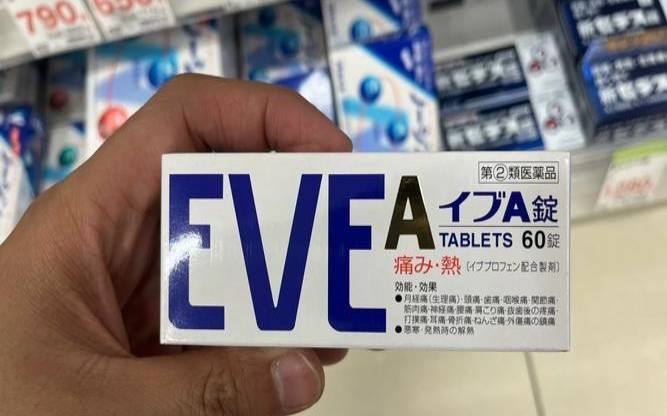 790
650
EVE A
第②類医薬品
イブA錠
TABLETS 60錠
痛み・熱 〔イブプロフェン配合製剤〕
効能・効果
●月経痛(生理痛)・頭痛・歯痛・咽喉痛・関節痛・
筋肉痛・神経痛・腰痛・肩こり痛・抜歯後の疼痛・
打撲痛・耳痛・骨折痛・ねんざ痛・外傷痛の鎮痛
●悪寒・発熱時の解熱